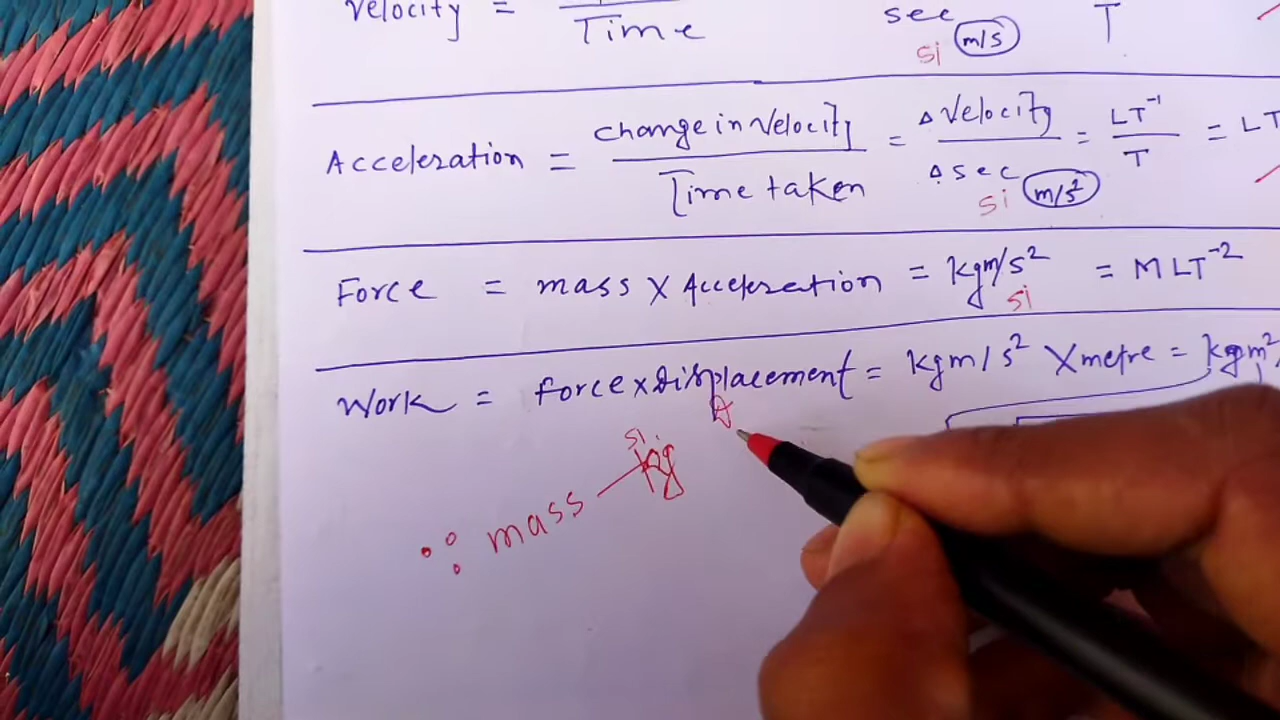 Velocity = Time sec T
si m/s
Acceleration = change in velocity / Time taken = Δ velocity / Δ sec = LT⁻¹ / T = LT
si m/s²
Force = mass X Acceleration = kgm/s² = MLT⁻²
si
Work = force x Displacement = kgm/s² X metre = kgm²
si
∵ mass kg